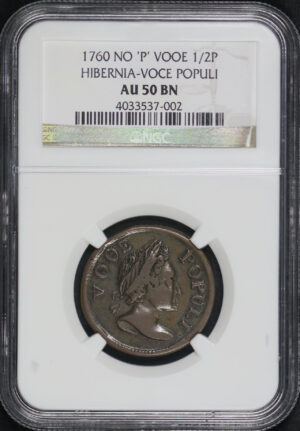 1760 NO 'P' VOOE 1/2P
HIBERNIA-VOCE POPULI
AU 50 BN
4033537-002
NGC
VOOE POPULI